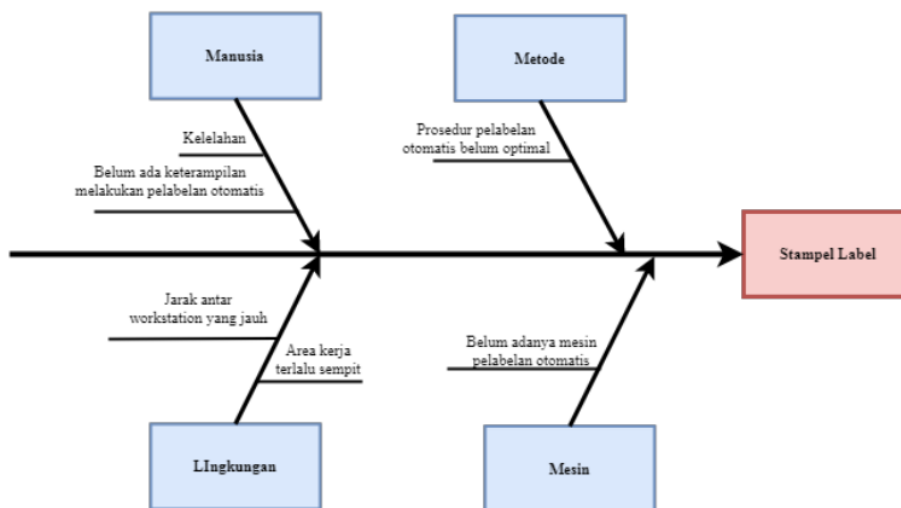 Manusia
Metode
Kelelahan
Belum ada keterampilan
melakukan pelabelan otomatis
Prosedur pelabelan
otomatis belum optimal
Stampel Label
Jarak antar
workstation yang jauh
Area kerja
terlalu sempit
Belum adanya mesin
pelabelan otomatis
LIngkungan
Mesin